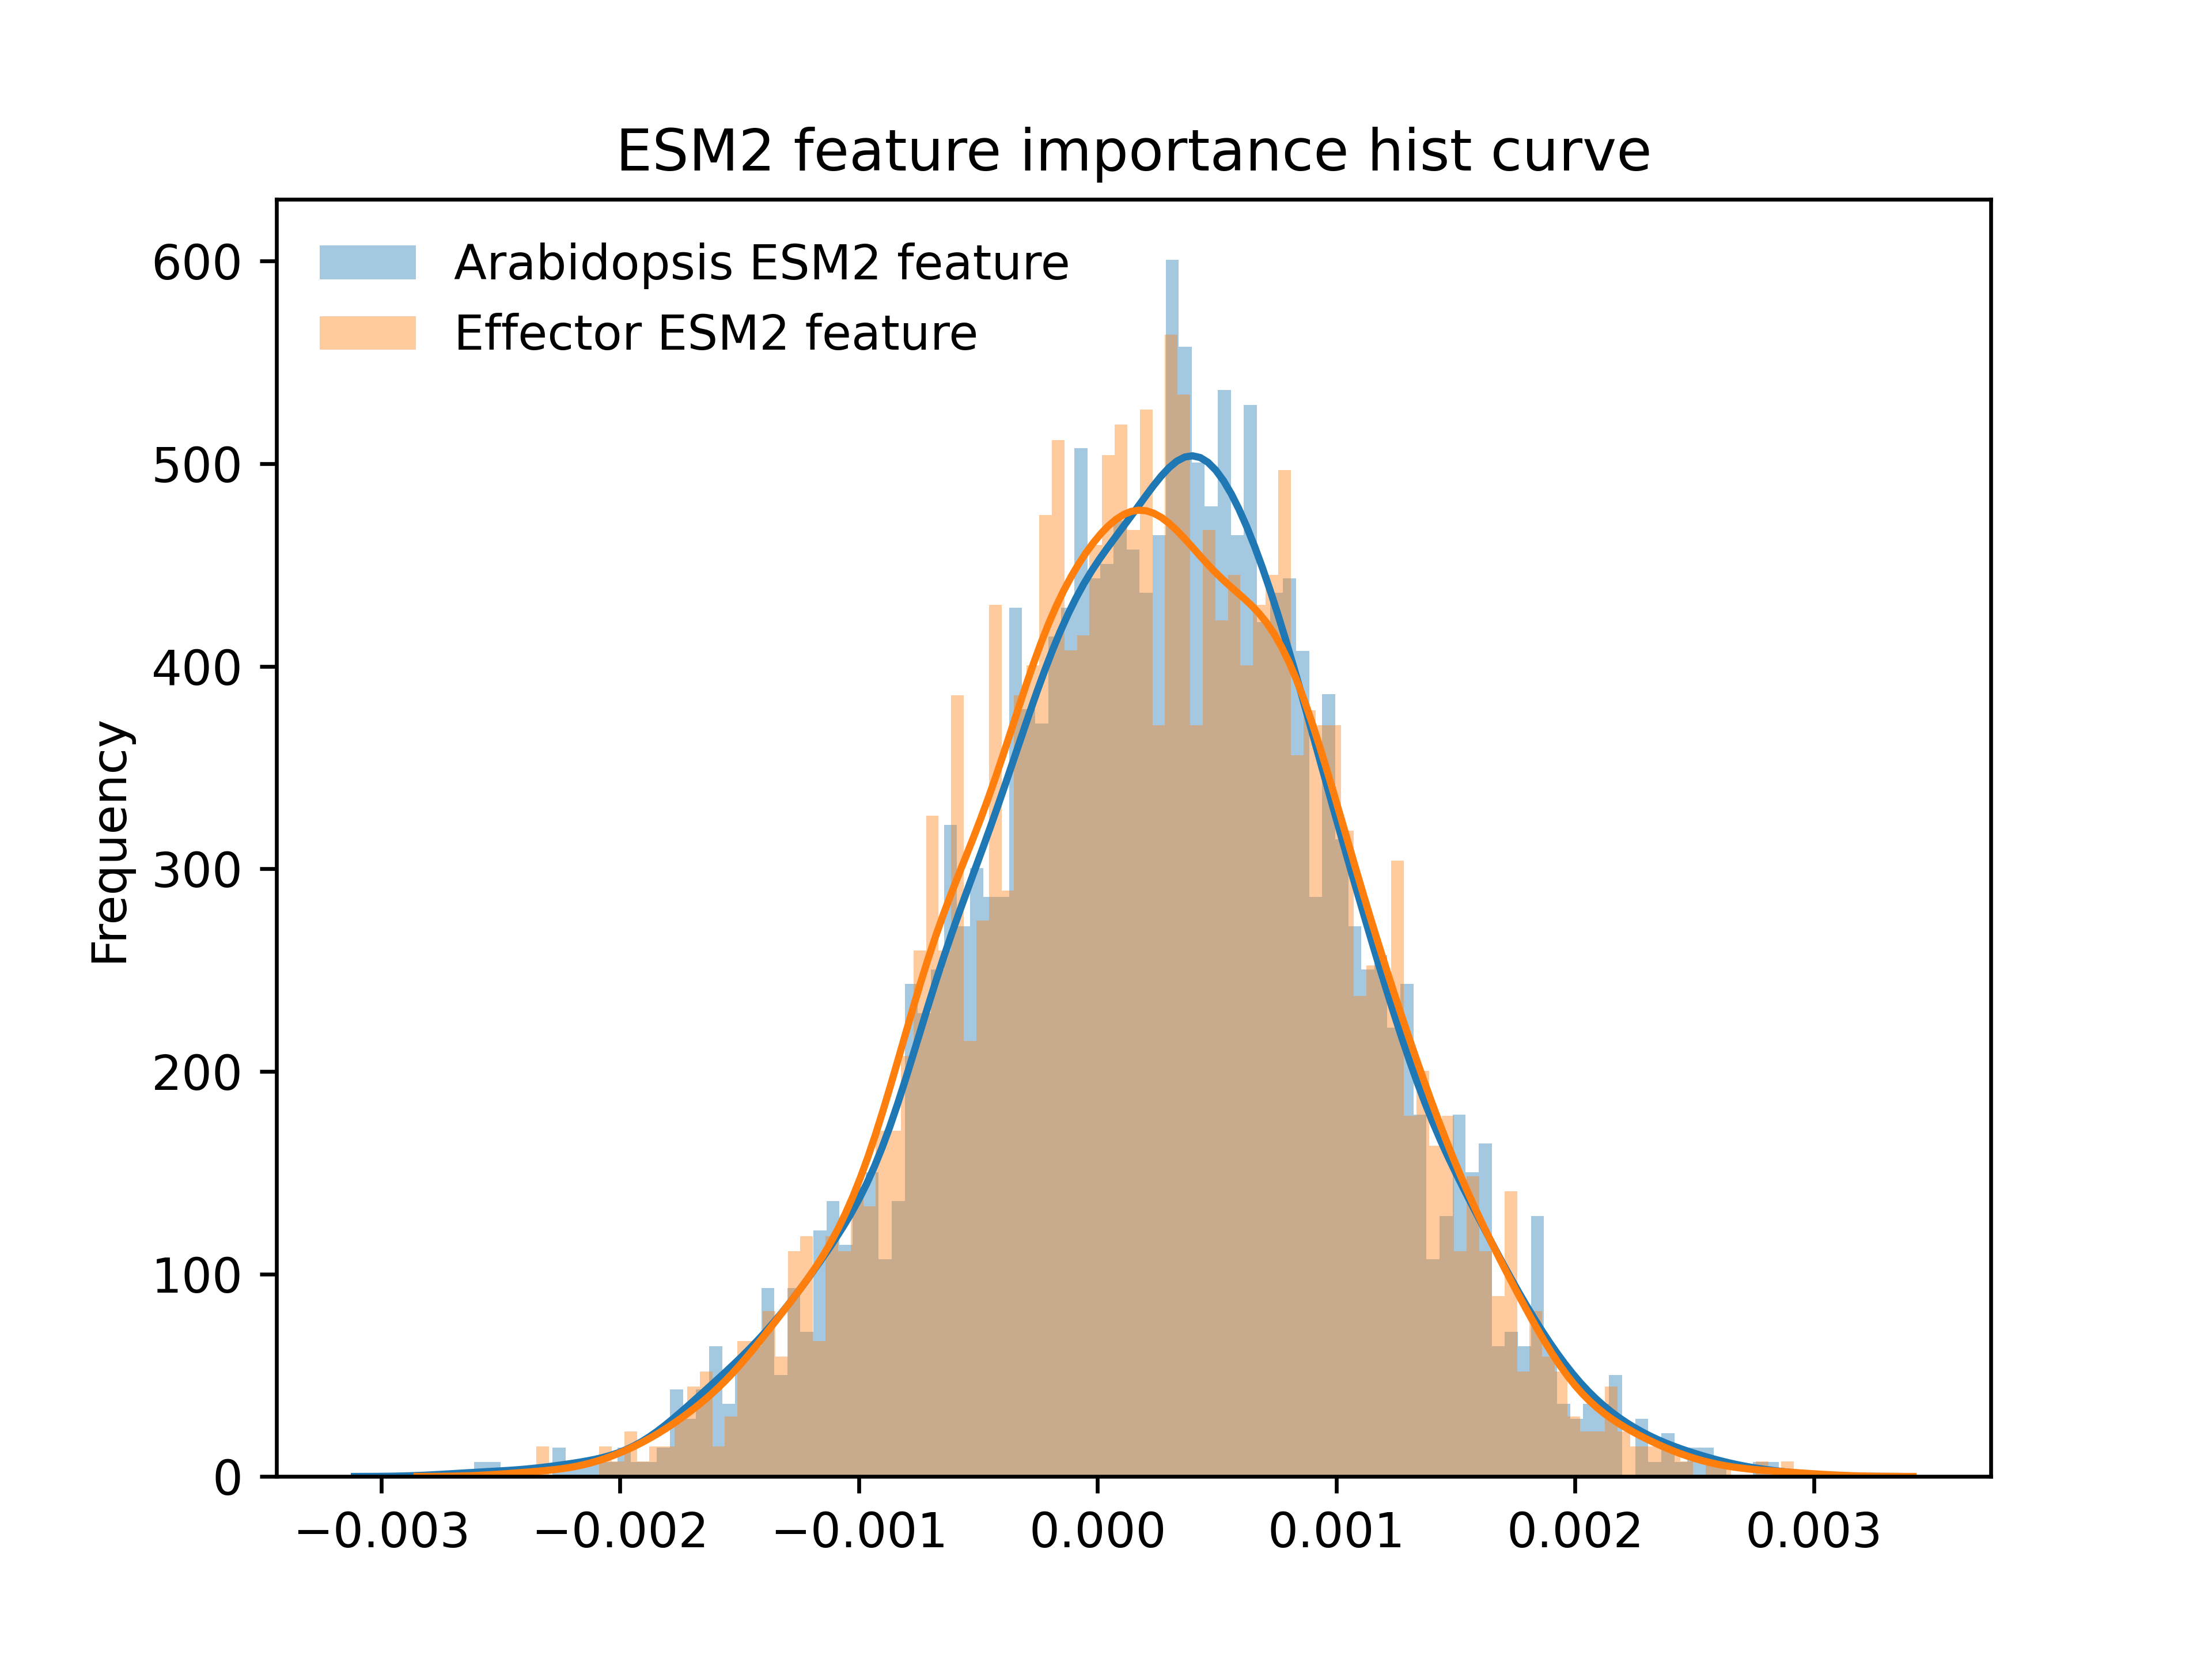 ESM2 feature importance hist curve
Arabidopsis ESM2 feature
Effector ESM2 feature
Frequency
600
500
400
300
200
100
0
−0.003 −0.002 −0.001 0.000 0.001 0.002 0.003